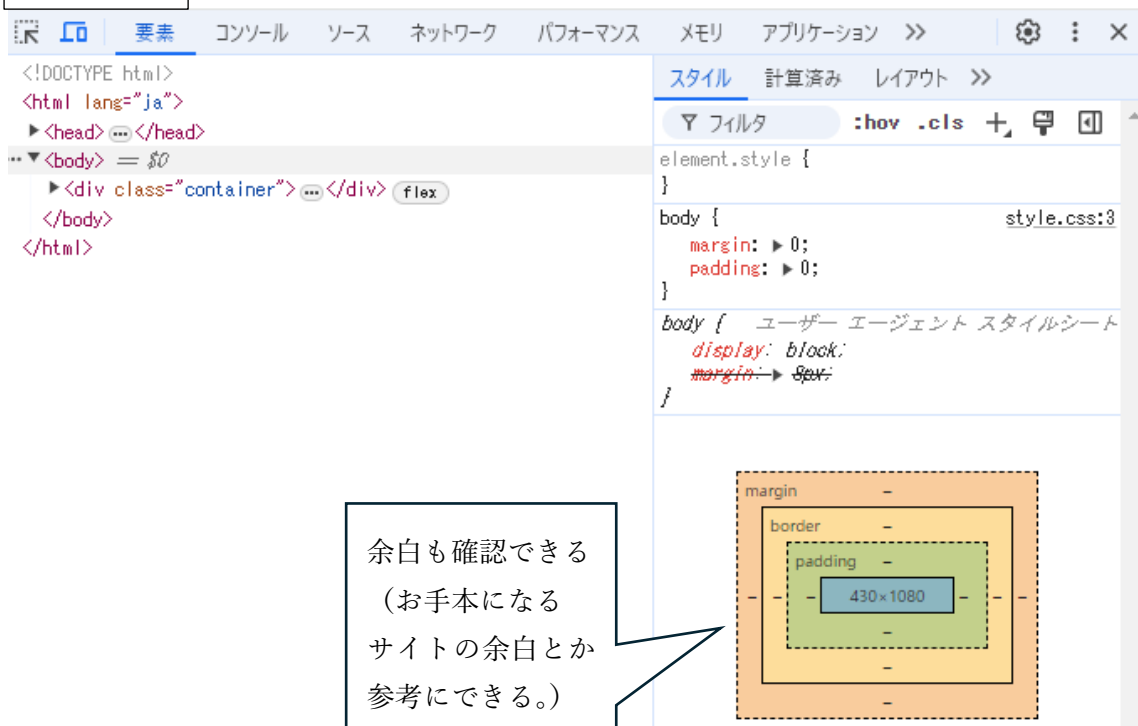 要素 コンソール ソース ネットワーク パフォーマンス メモリ アプリケーション >>
<!DOCTYPE html>
<html lang="ja">
▶<head>…</head>
… ▼<body> == $0
▶<div class="container">…</div> flex
</body>
</html>
スタイル 計算済み レイアウト >>
フィルタ :hov .cls +
element.style {
}
body { style.css:3
margin: ▶ 0;
padding: ▶ 0;
}
body { ユーザー エージェント スタイルシート
display: block;
margin: ▶ 8px;
}
margin –
border –
padding –
– – – 430×1080 – – –
–
–
–
余白も確認できる
（お手本になる
サイトの余白とか
参考にできる。）